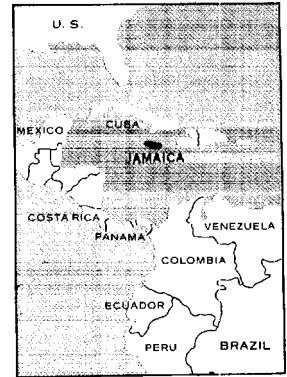 U. S.
CUBA
MEXICO
JAMAICA
COSTA RICA
PANAMA
VENEZUELA
COLOMBIA
ECUADOR
PERU
BRAZIL